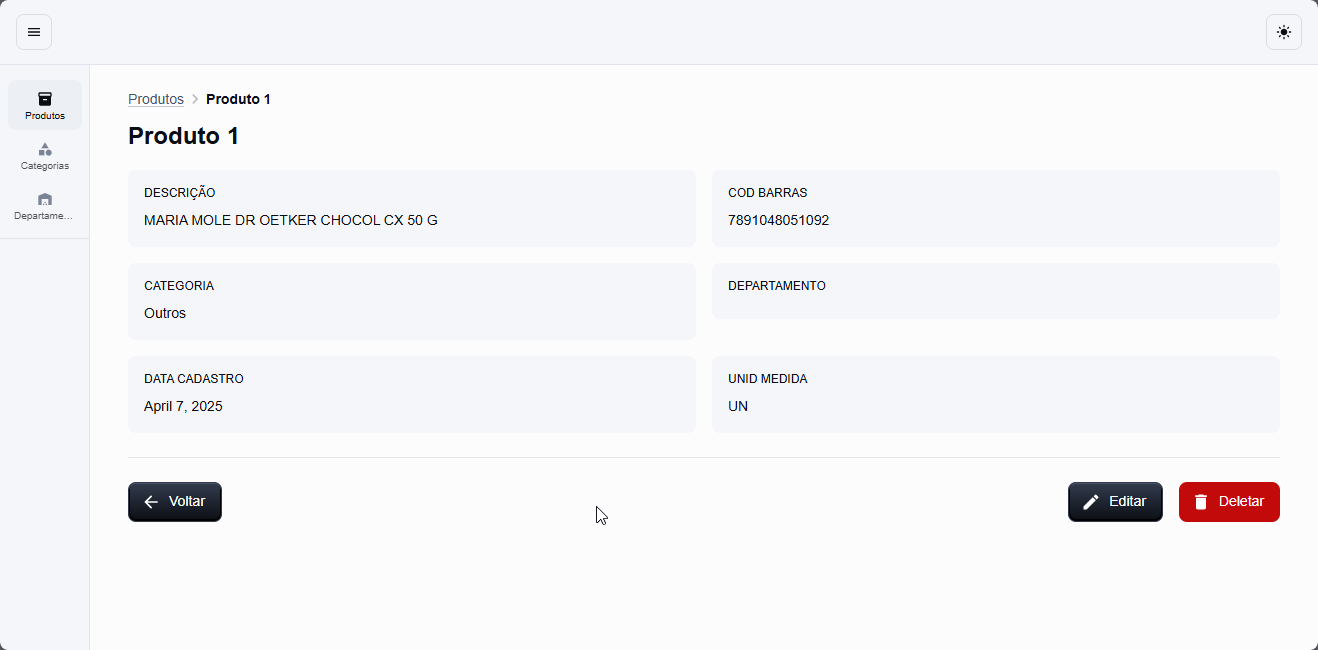 Produtos
Categorias
Departame...
Produtos > Produto 1
Produto 1
DESCRIÇÃO
MARIA MOLE DR OETKER CHOCOL CX 50 G
COD BARRAS
7891048051092
CATEGORIA
Outros
DEPARTAMENTO
DATA CADASTRO
April 7, 2025
UNID MEDIDA
UN
Voltar
Editar
Deletar